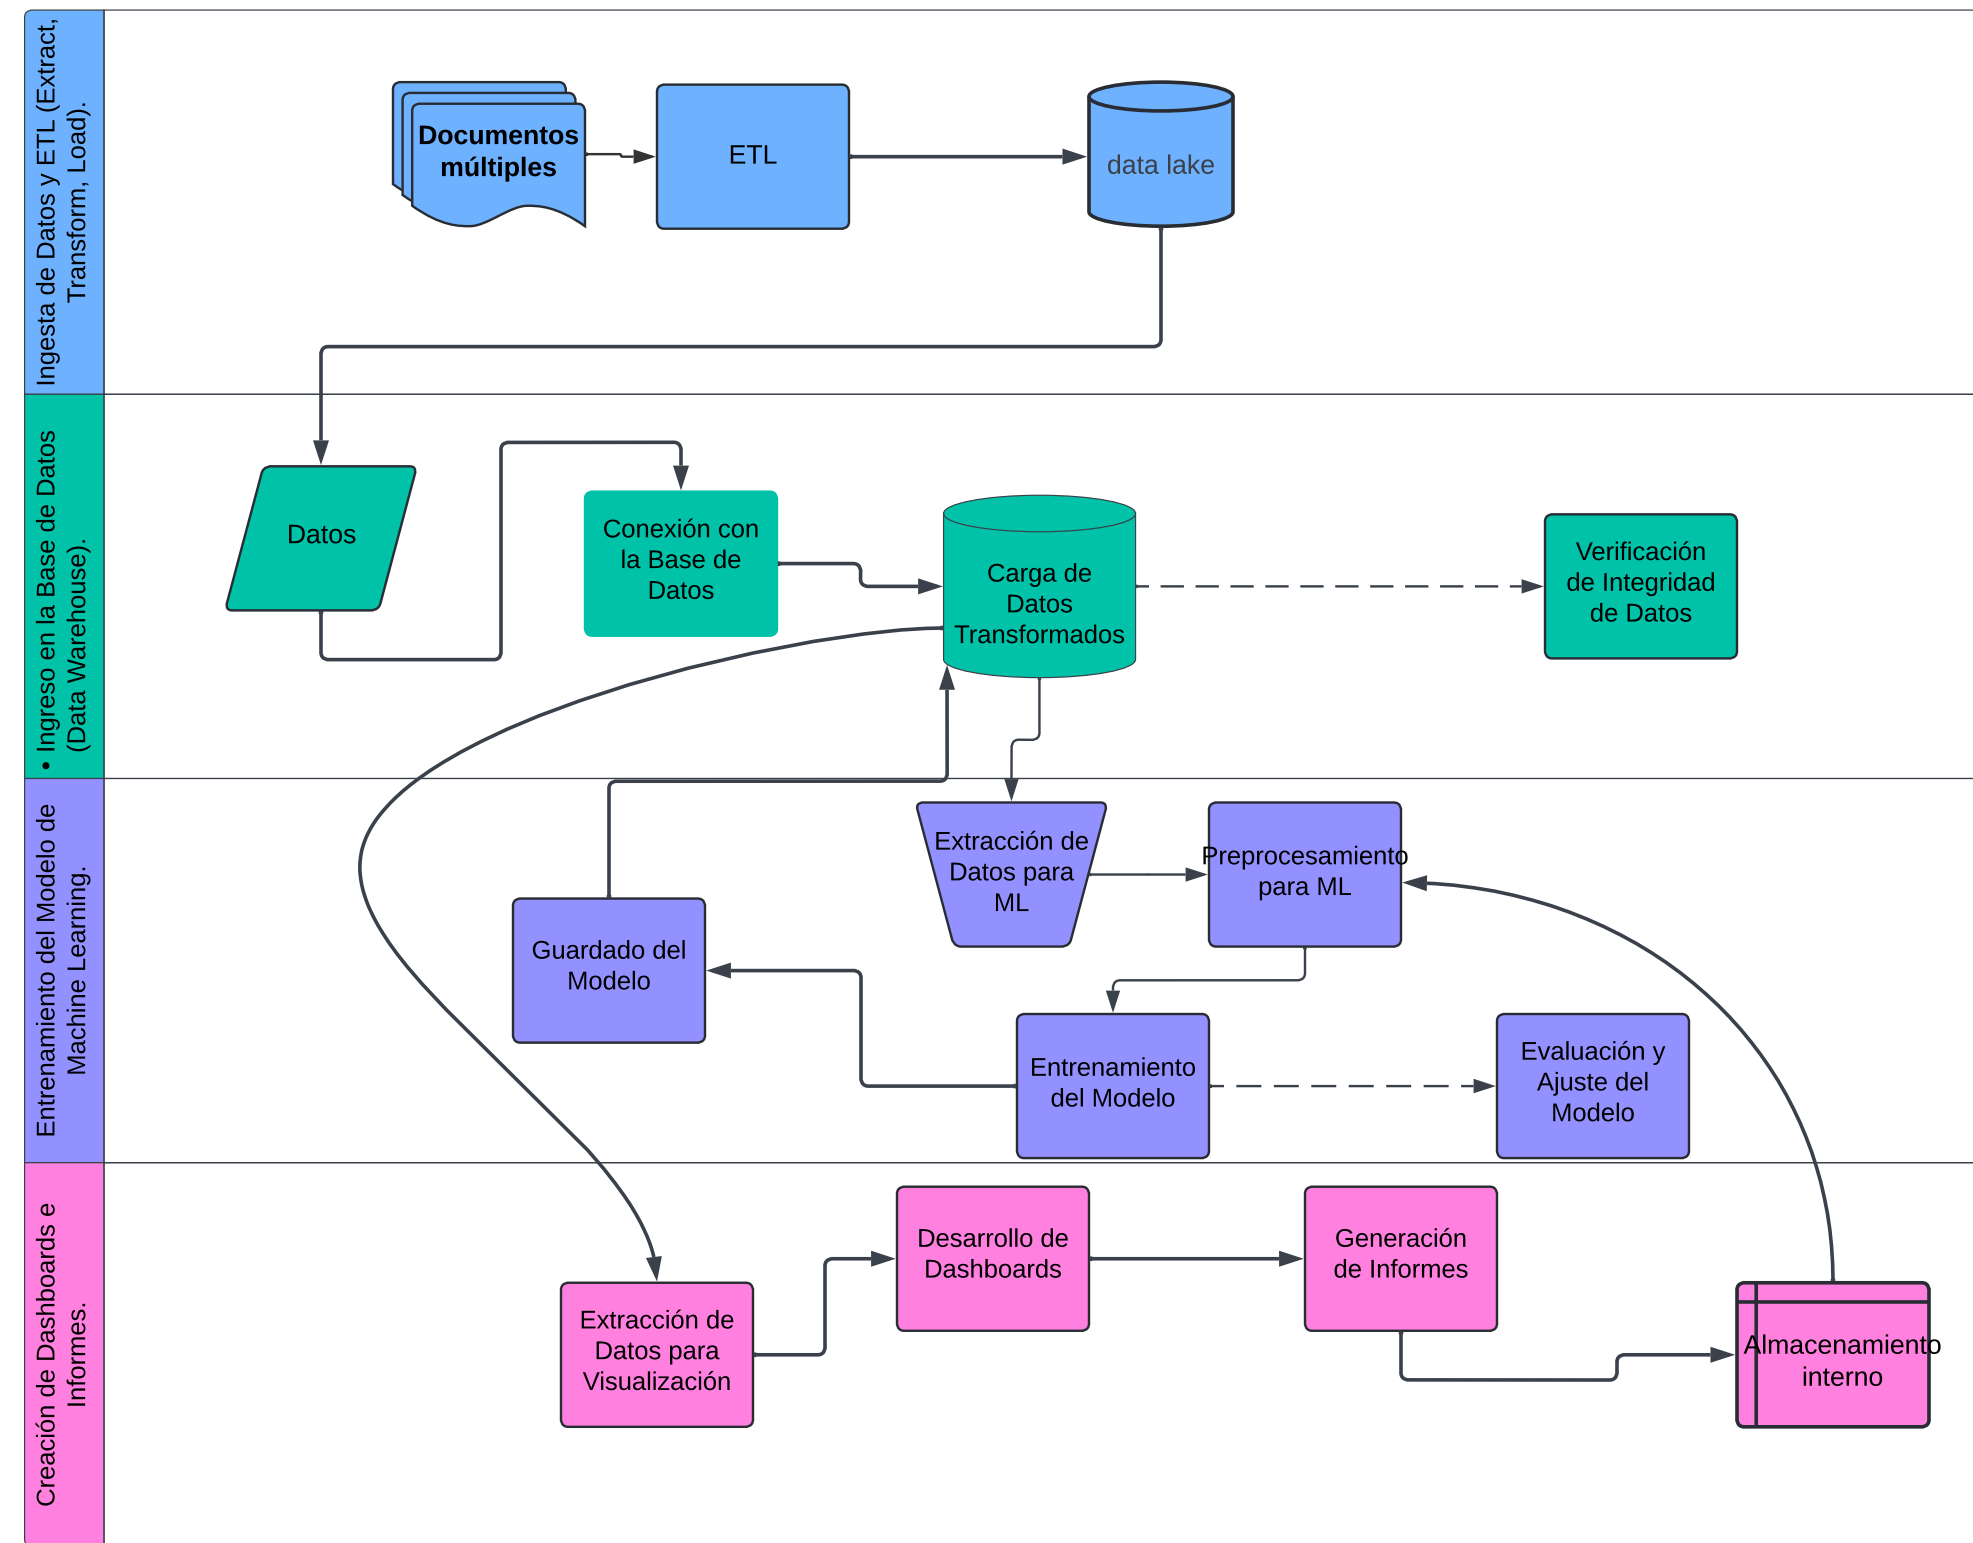 Ingesta de Datos y ETL (Extract,
Transform, Load).
Documentos
múltiples
ETL
data lake
• Ingreso en la Base de Datos
(Data Warehouse).
Datos
Conexión con
la Base de
Datos
Carga de
Datos
Transformados
Verificación
de Integridad
de Datos
Entrenamiento del Modelo de
Machine Learning.
Extracción de
Datos para
ML
Preprocesamiento
para ML
Guardado del
Modelo
Entrenamiento
del Modelo
Evaluación y
Ajuste del
Modelo
Creación de Dashboards e
Informes.
Extracción de
Datos para
Visualización
Desarrollo de
Dashboards
Generación
de Informes
Almacenamiento
interno